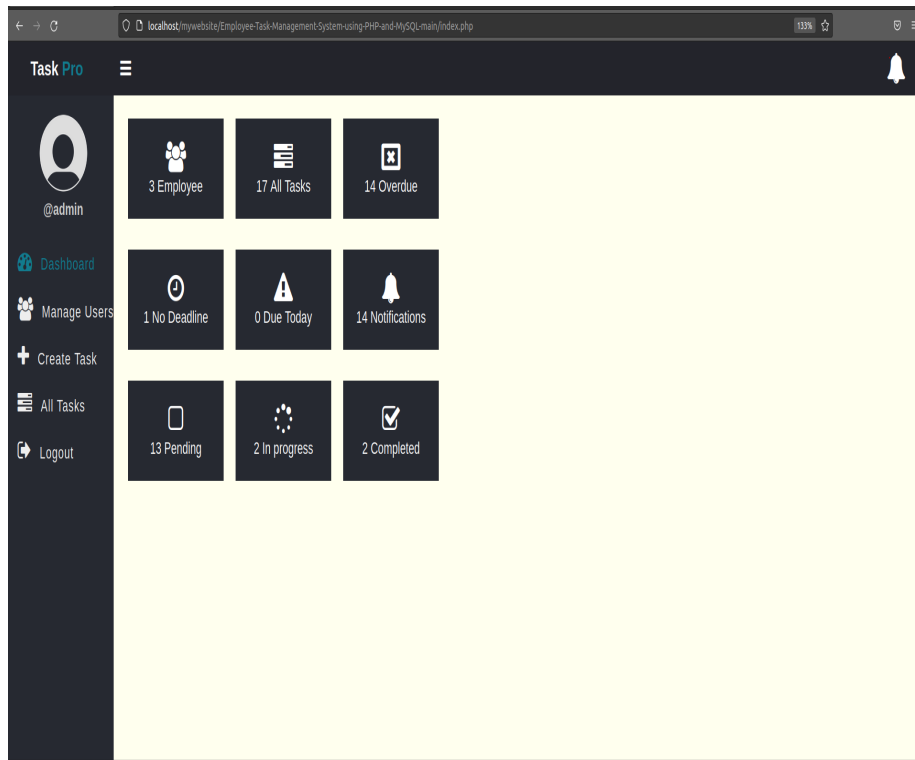 localhost/mywebsite/Employee-Task-Management-System-using-PHP-and-MySQL-main/index.php
133%
Task Pro
@admin
Dashboard
Manage Users
Create Task
All Tasks
Logout
3 Employee
17 All Tasks
14 Overdue
1 No Deadline
0 Due Today
14 Notifications
13 Pending
2 In progress
2 Completed